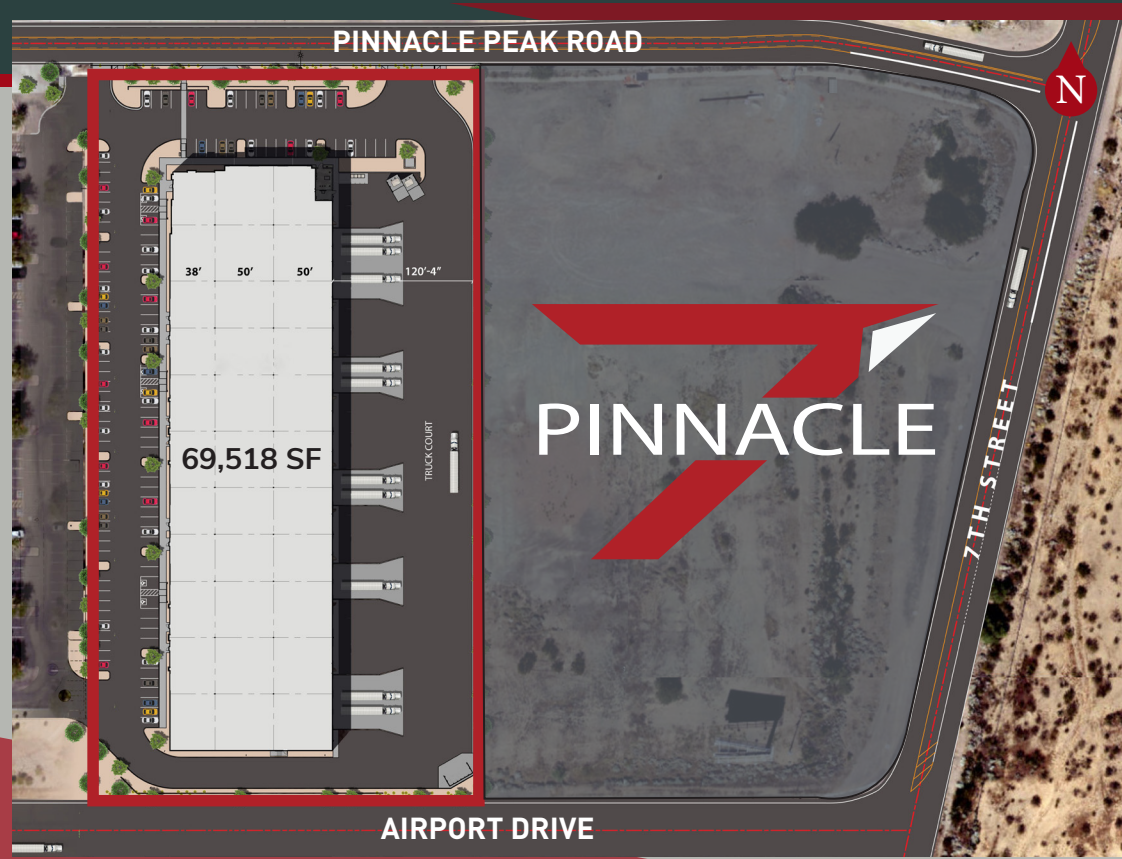 PINNACLE PEAK ROAD
N
38’ 50’ 50’ 120’-4”
TRUCK COURT
69,518 SF
PINNACLE
7TH STREET
AIRPORT DRIVE